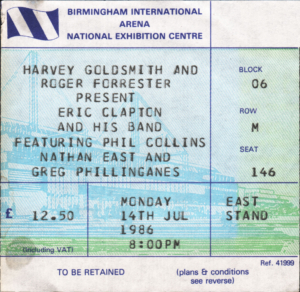 BIRMINGHAM INTERNATIONAL
ARENA
NATIONAL EXHIBITION CENTRE
HARVEY GOLDSMITH AND
ROGER FORRESTER
PRESENT
ERIC CLAPTON
AND HIS BAND
FEATURING PHIL COLLINS
NATHAN EAST AND
GREG PHILLINGANES
BLOCK
06
ROW
M
SEAT
146
£ 12.50
(including VAT)
MONDAY
14TH JUL
1986
8:00PM
EAST
STAND
Ref. 41999
TO BE RETAINED
(plans & conditions
see reverse)